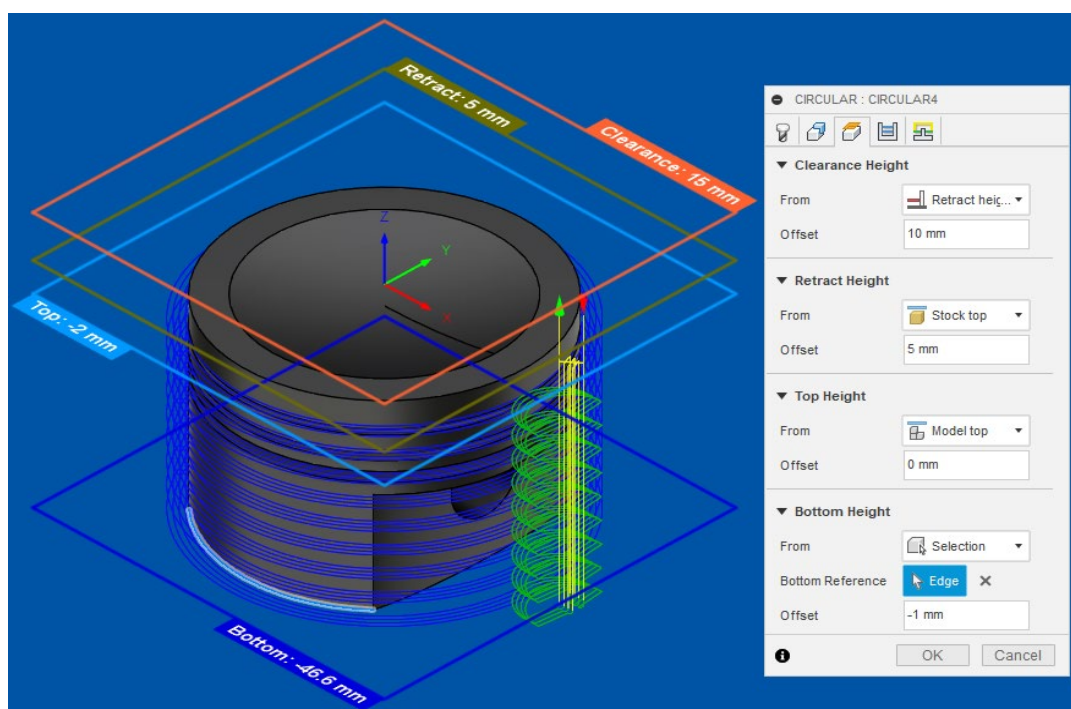 Retract: 5 mm
Clearance: 15 mm
Top: -2 mm
Bottom: -46.6 mm
Z
Y
X
CIRCULAR : CIRCULAR4
Clearance Height
From Retract heig...
Offset 10 mm
Retract Height
From Stock top
Offset 5 mm
Top Height
From Model top
Offset 0 mm
Bottom Height
From Selection
Bottom Reference Edge
Offset -1 mm
OK Cancel